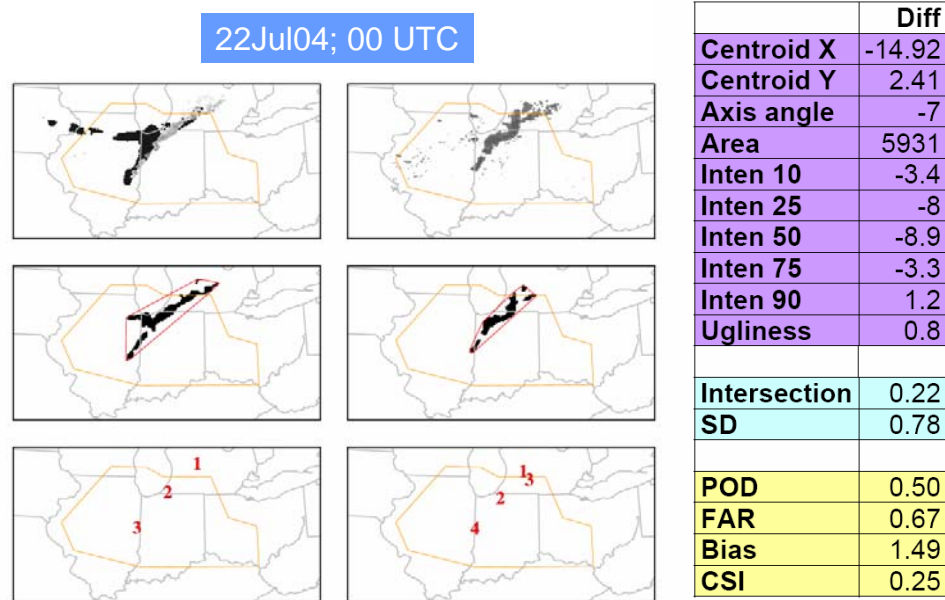 22Jul04; 00 UTC
1
2
3
1
3
2
4
Diff
Centroid X -14.92
Centroid Y 2.41
Axis angle -7
Area 5931
Inten 10 -3.4
Inten 25 -8
Inten 50 -8.9
Inten 75 -3.3
Inten 90 1.2
Ugliness 0.8
Intersection 0.22
SD 0.78
POD 0.50
FAR 0.67
Bias 1.49
CSI 0.25